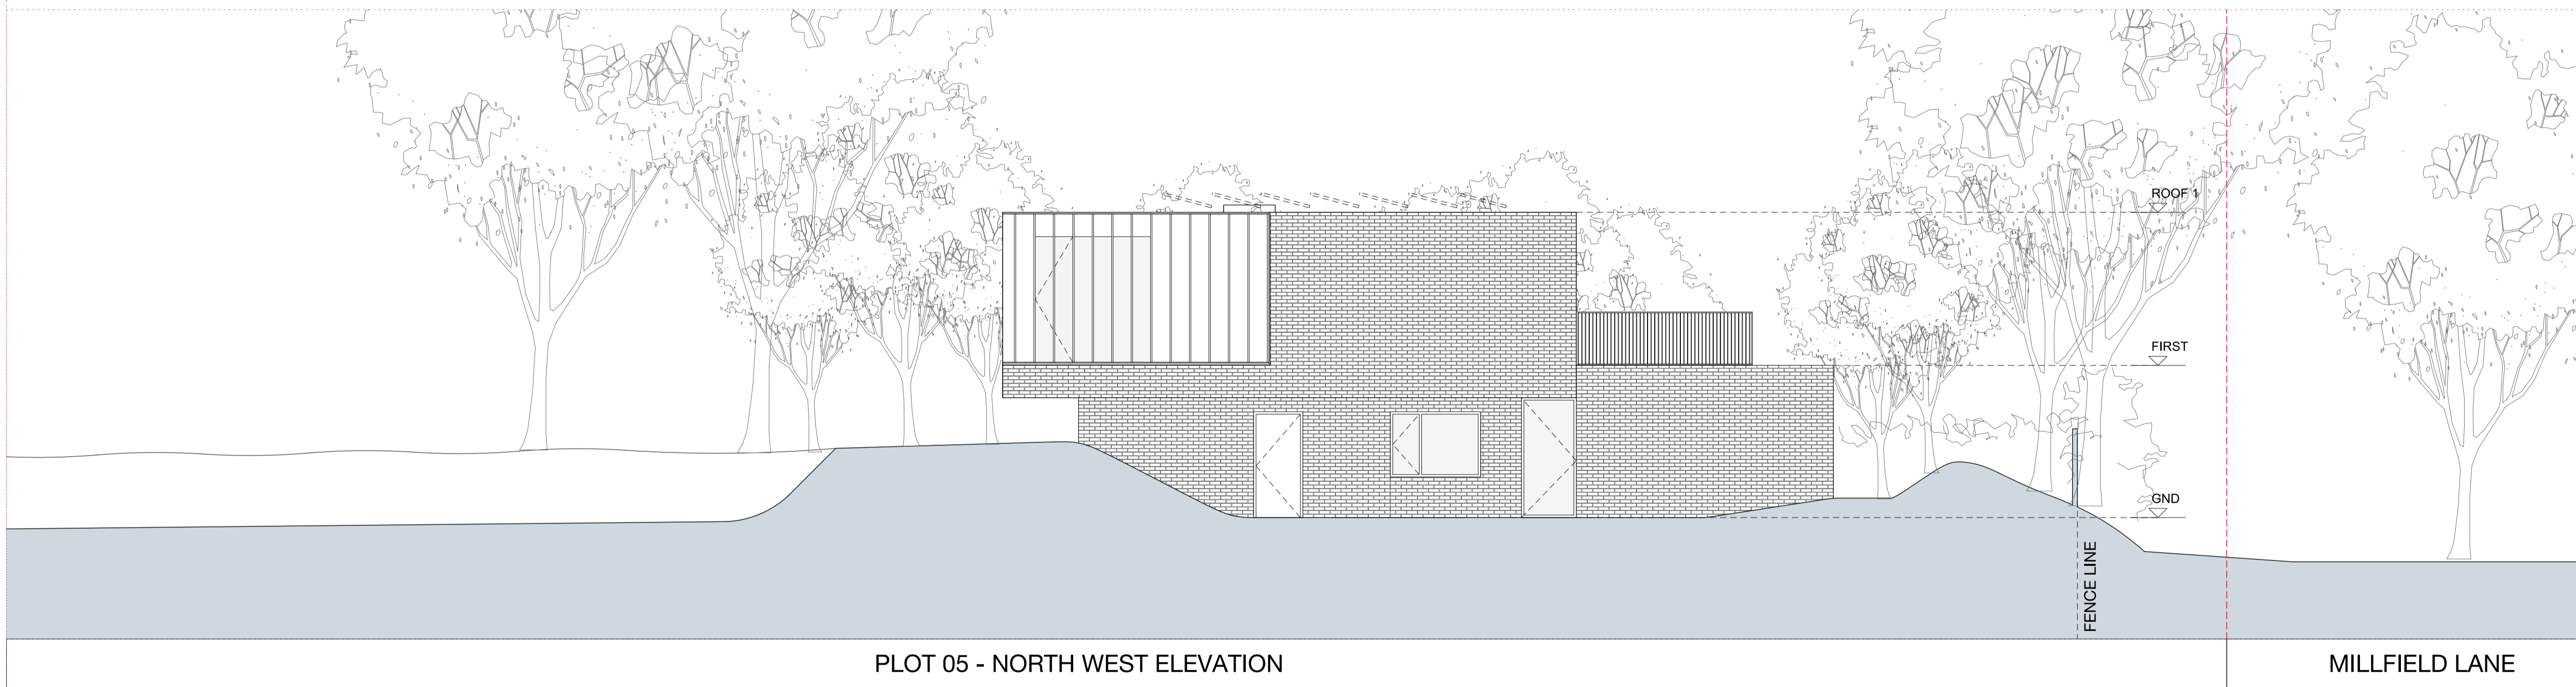 ROOF 1
FIRST
GND
FENCE LINE
PLOT 05 - NORTH WEST ELEVATION
MILLFIELD LANE